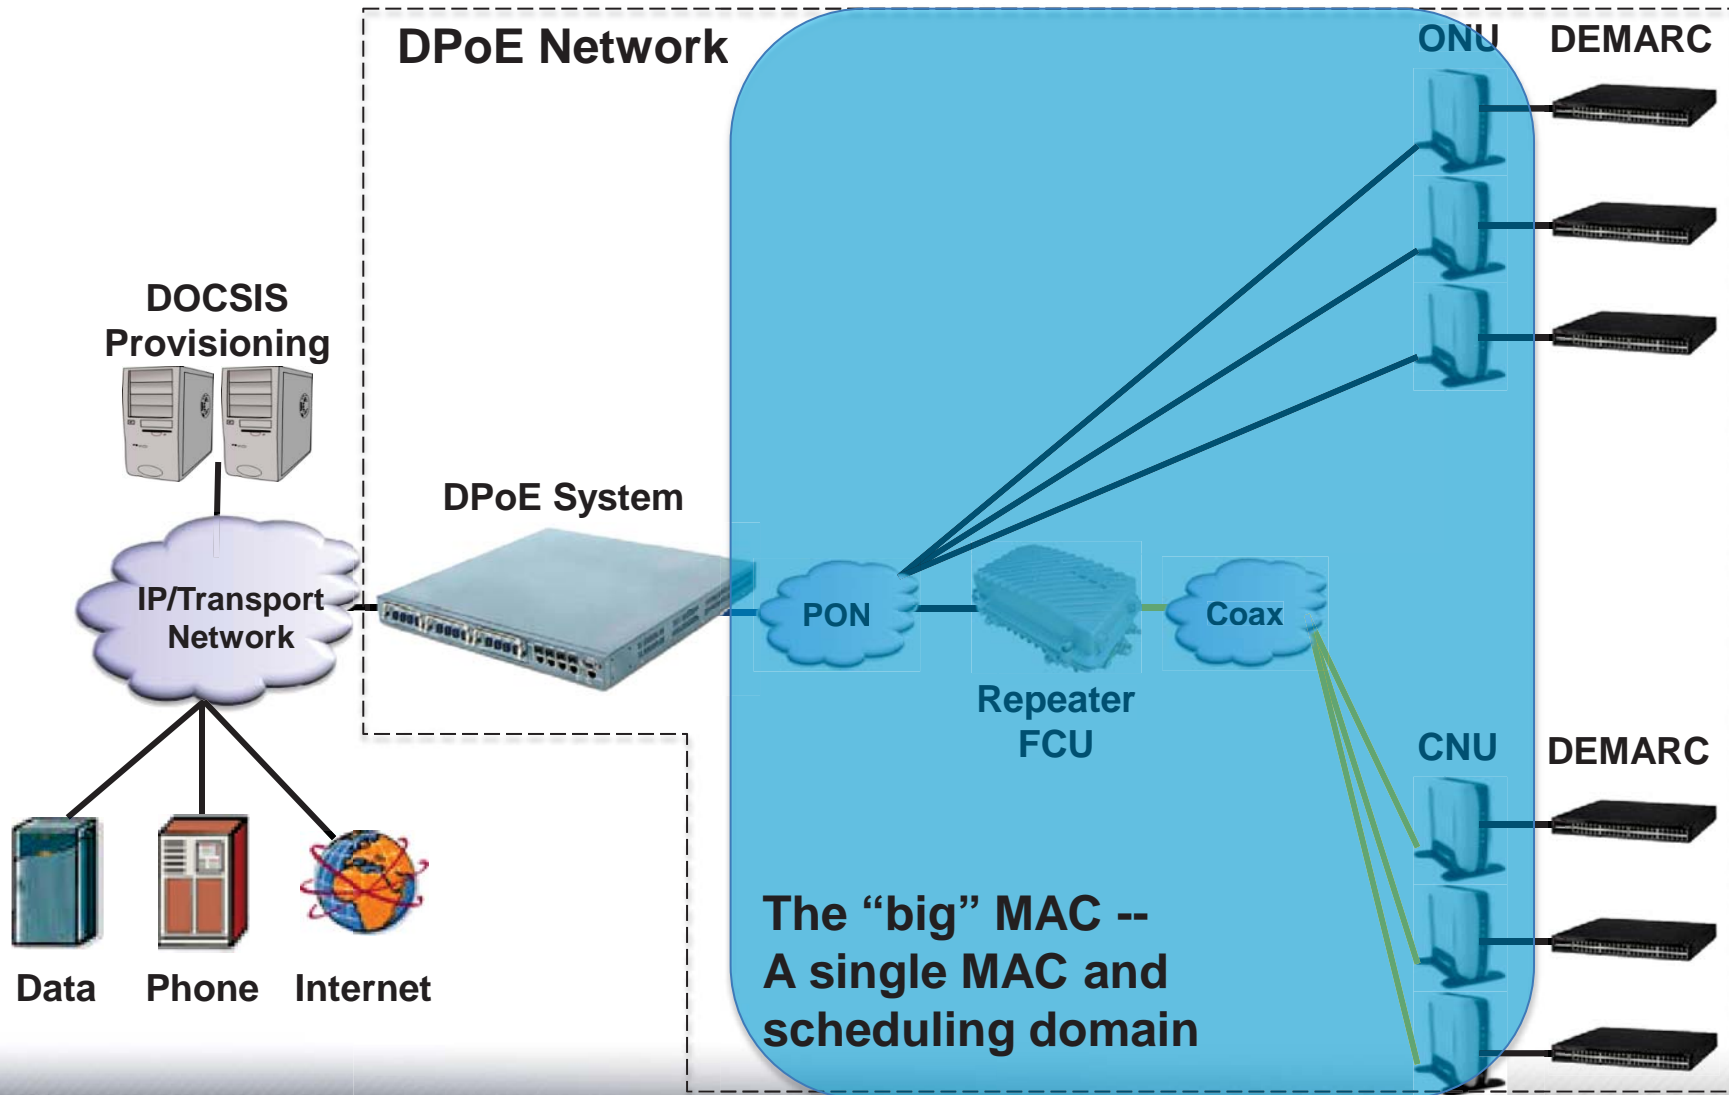 DPoE Network
ONU
DEMARC
DOCSIS
Provisioning
DPoE System
IP/Transport
Network
PON
Coax
Repeater
FCU
CNU
DEMARC
The “big” MAC --
A single MAC and
scheduling domain
Data
Phone
Internet